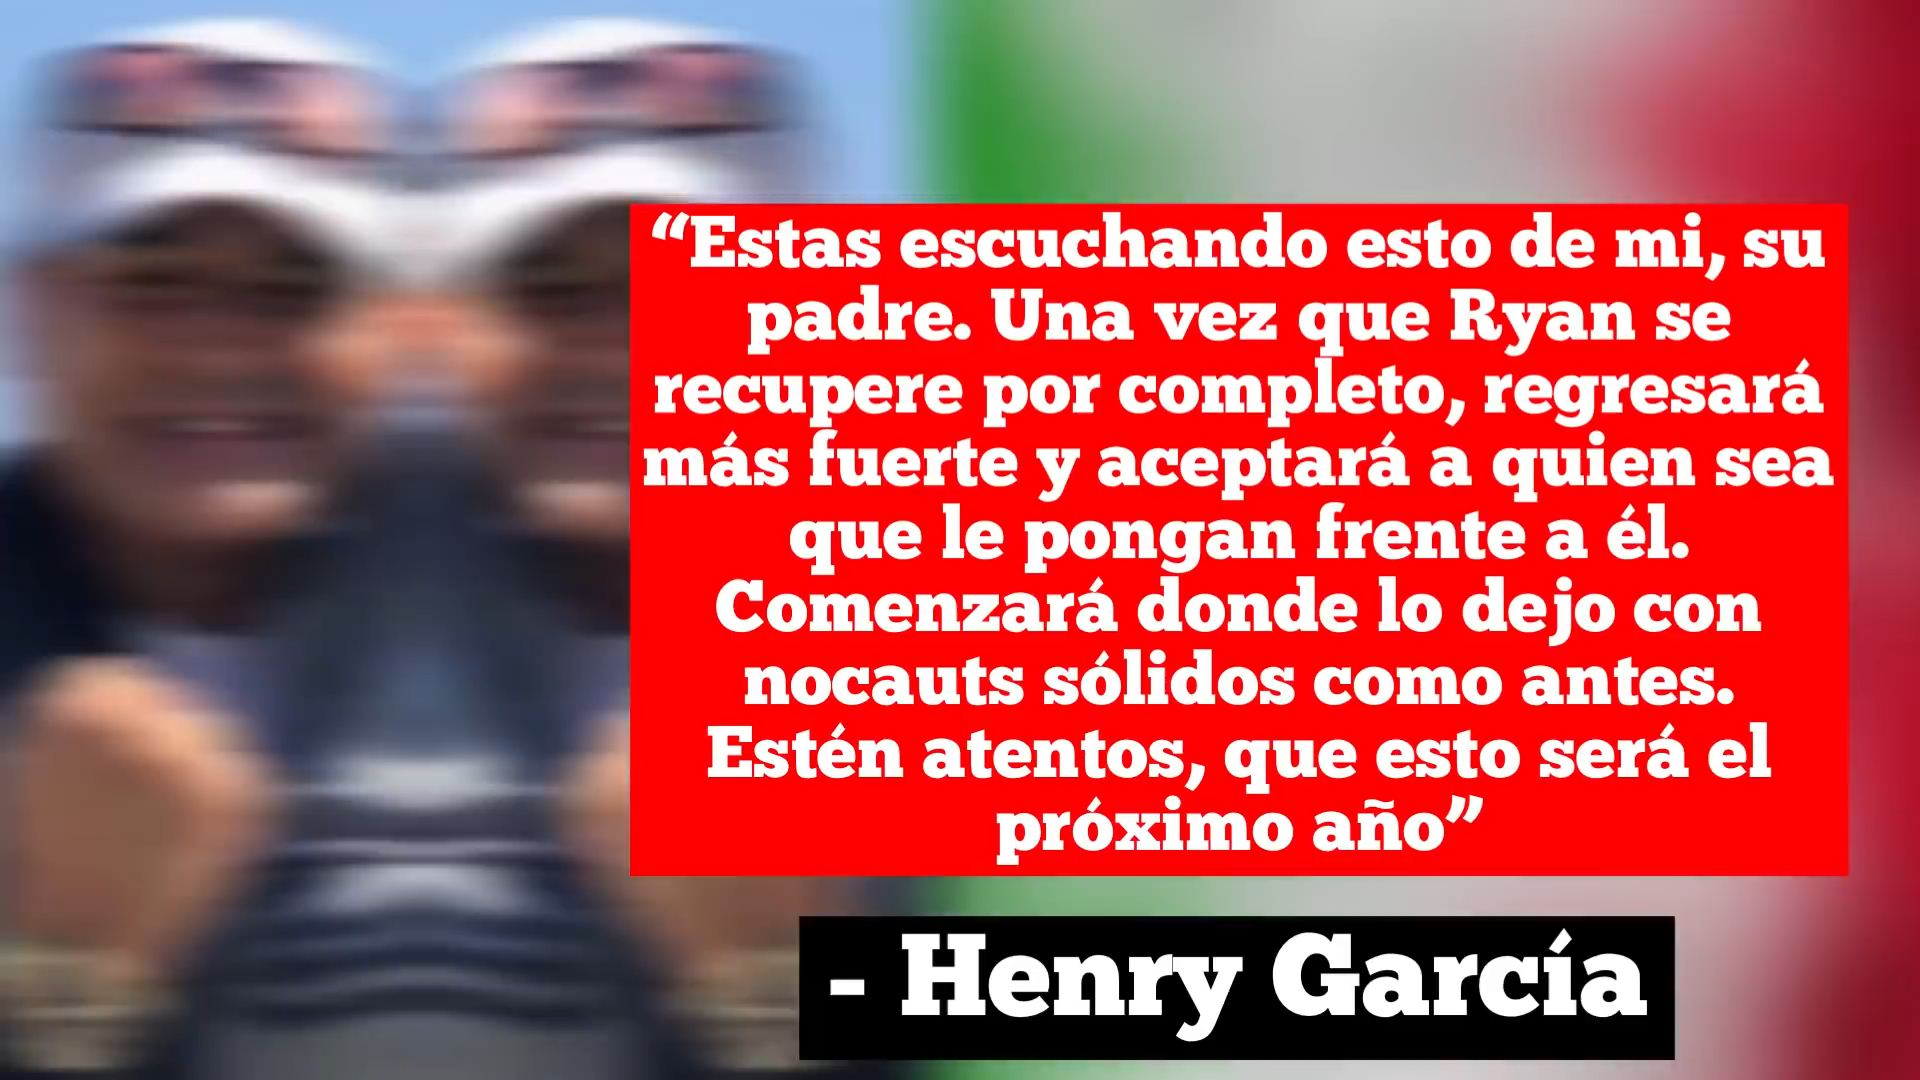 “Estas escuchando esto de mi, su
padre. Una vez que Ryan se
recupere por completo, regresará
más fuerte y aceptará a quien sea
que le pongan frente a él.
Comenzará donde lo dejo con
nocauts sólidos como antes.
Estén atentos, que esto será el
próximo año”
- Henry García